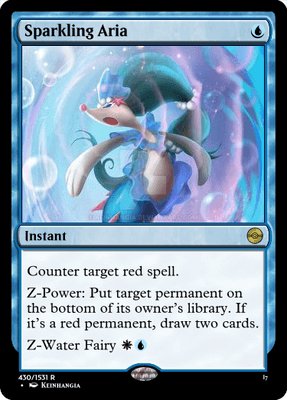 Sparkling Aria
Instant
Counter target red spell.
Z-Power: Put target permanent on
the bottom of its owner's library. If
it's a red permanent, draw two cards.
Z-Water Fairy
430/1531 R
I7
• Keinhangia